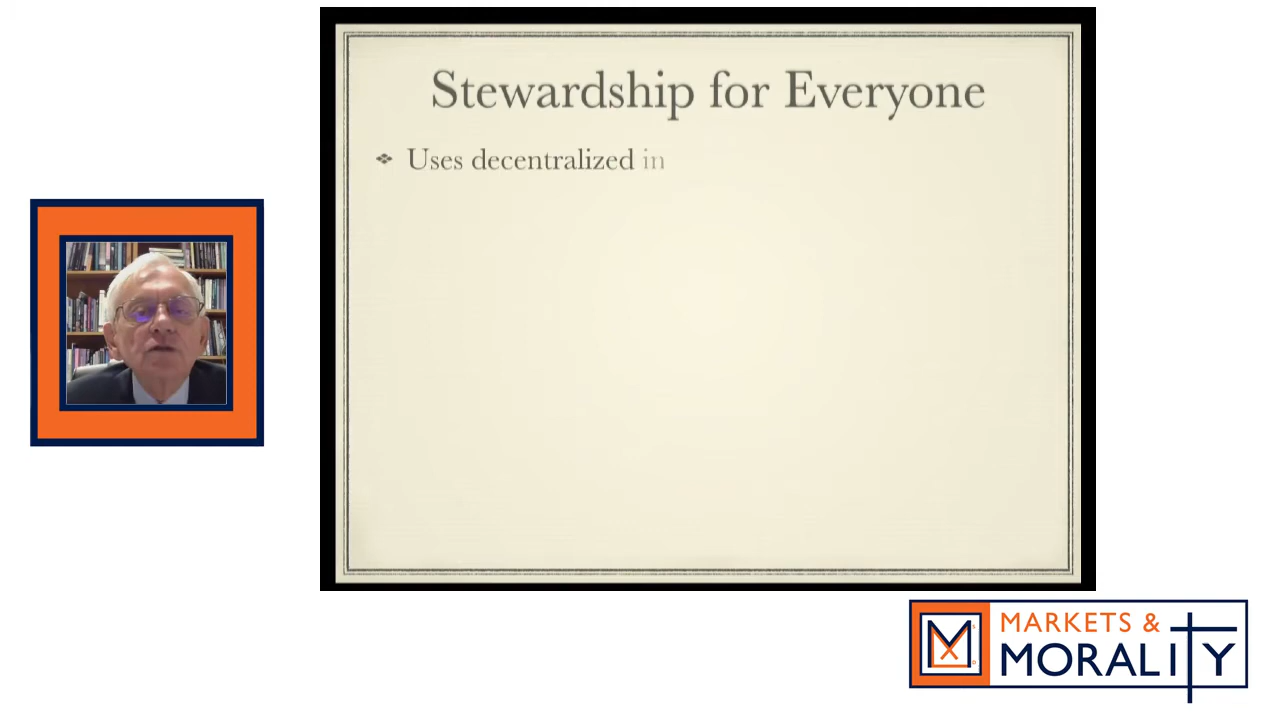 Stewardship for Everyone
Uses decentralized in
MARKETS &
MORALITY